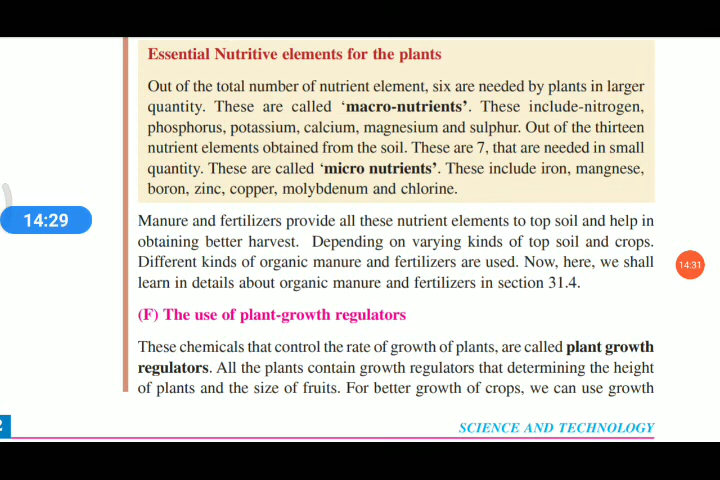 Essential Nutritive elements for the plants
Out of the total number of nutrient element, six are needed by plants in larger
quantity. These are called ‘macro-nutrients’. These include-nitrogen,
phosphorus, potassium, calcium, magnesium and sulphur. Out of the thirteen
nutrient elements obtained from the soil. These are 7, that are needed in small
quantity. These are called ‘micro nutrients’. These include iron, mangnese,
boron, zinc, copper, molybdenum and chlorine.
14:29
Manure and fertilizers provide all these nutrient elements to top soil and help in
obtaining better harvest. Depending on varying kinds of top soil and crops.
Different kinds of organic manure and fertilizers are used. Now, here, we shall
14:31
learn in details about organic manure and fertilizers in section 31.4.
(F) The use of plant-growth regulators
These chemicals that control the rate of growth of plants, are called plant growth
regulators. All the plants contain growth regulators that determining the height
of plants and the size of fruits. For better growth of crops, we can use growth
2
SCIENCE AND TECHNOLOGY